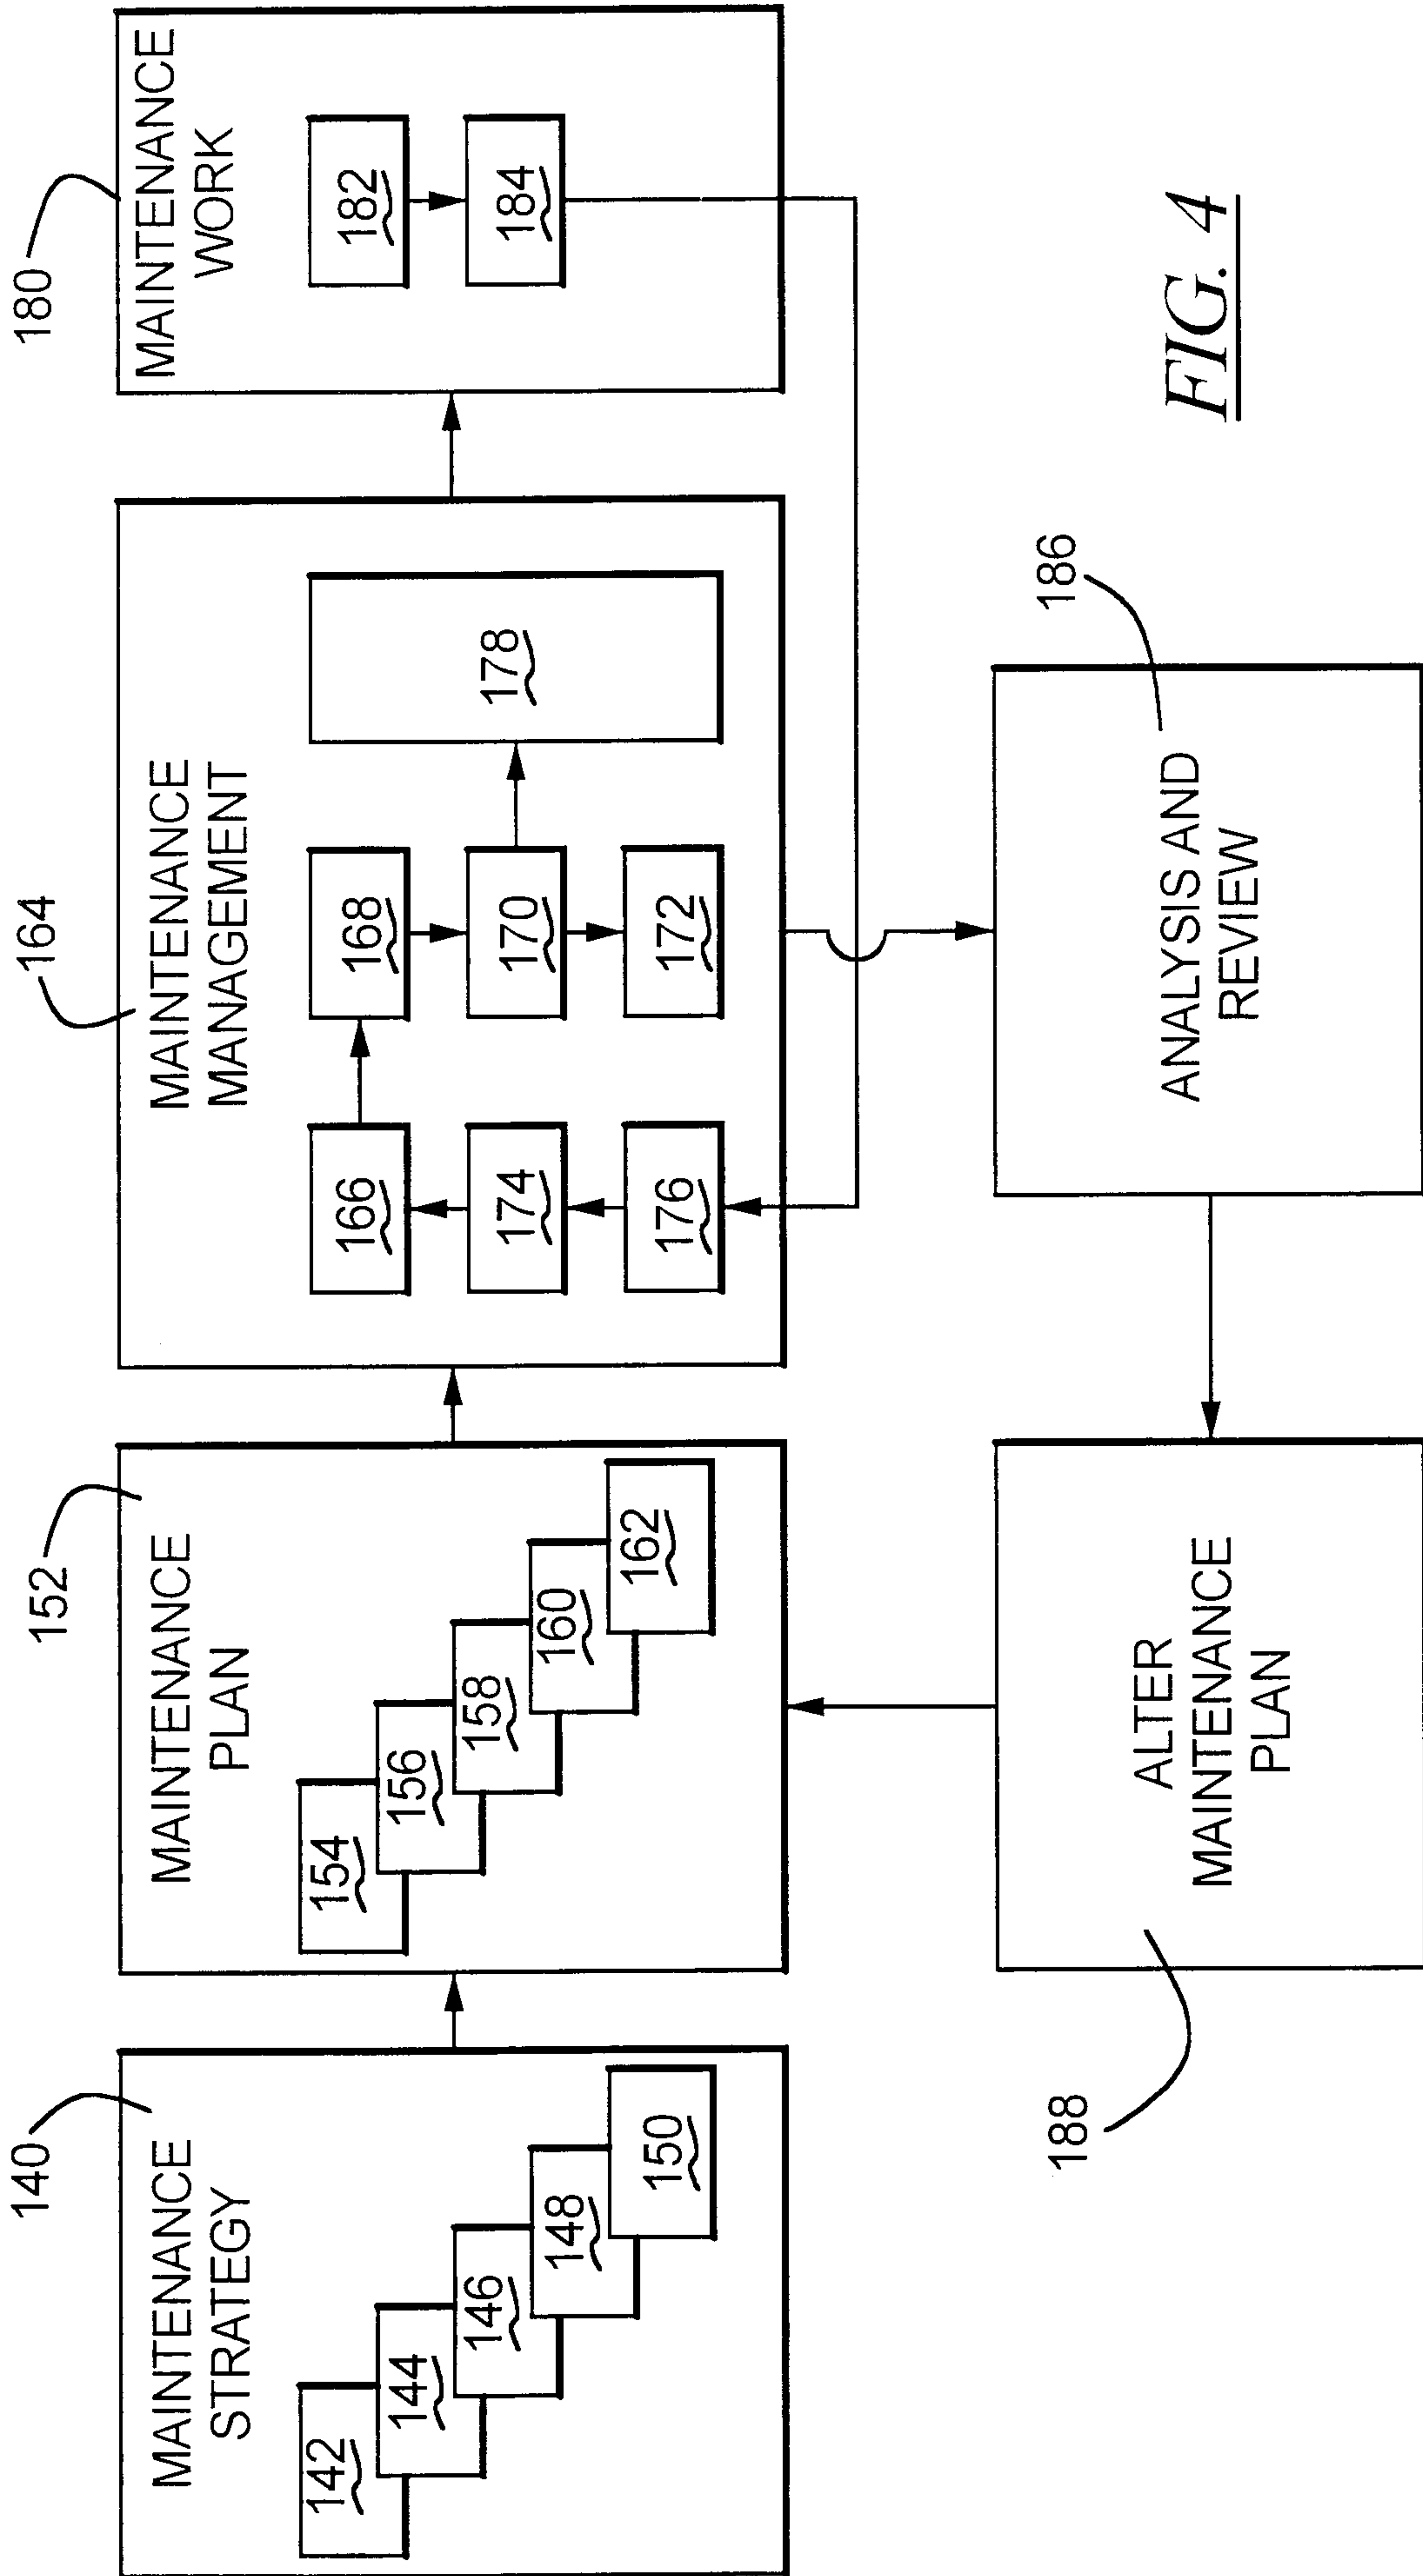 140
MAINTENANCE
STRATEGY
142
144
146
148
150
152
MAINTENANCE
PLAN
154
156
158
160
162
164
MAINTENANCE
MANAGEMENT
166
168
174
170
176
172
178
180
MAINTENANCE
WORK
182
184
188
ALTER
MAINTENANCE
PLAN
186
ANALYSIS AND
REVIEW
FIG. 4